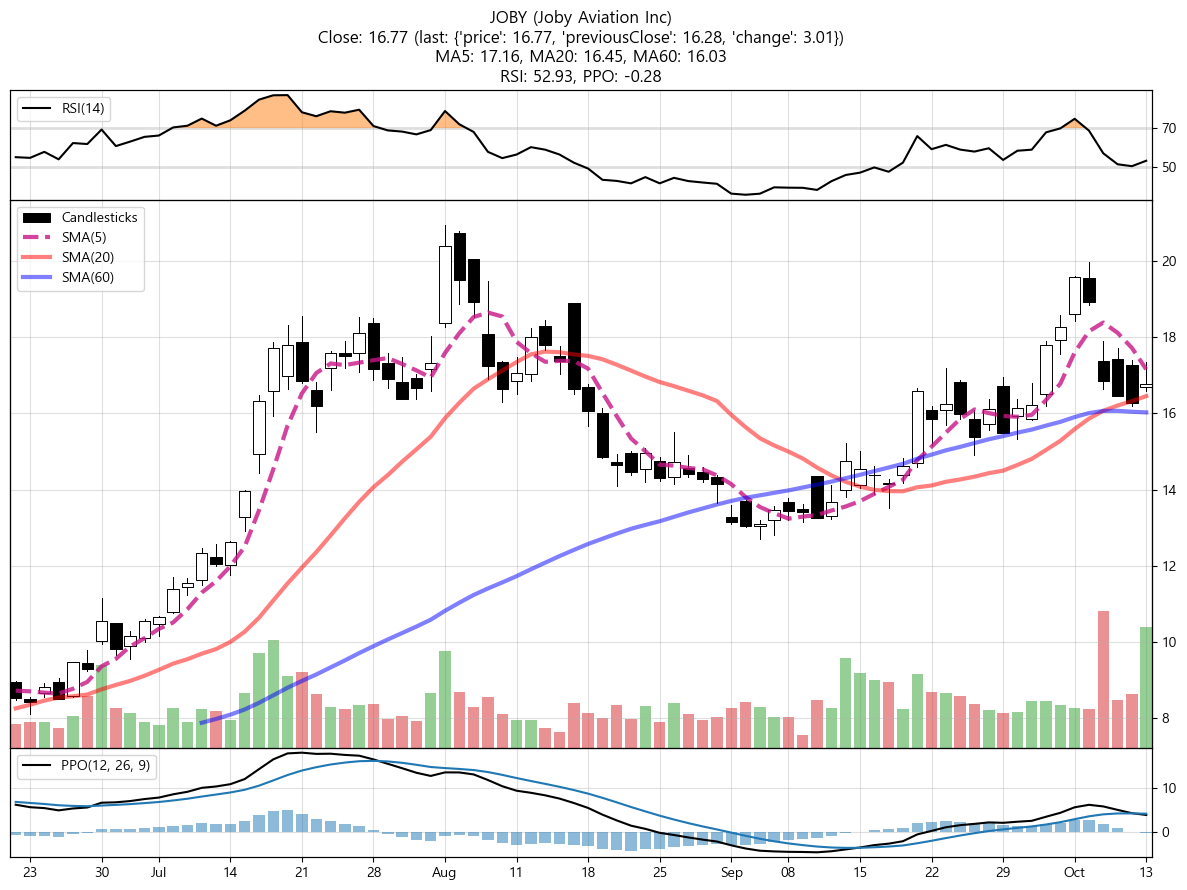 JOBY (Joby Aviation Inc)
Close: 16.77 (last: {'price': 16.77, 'previousClose': 16.28, 'change': 3.01})
MA5: 17.16, MA20: 16.45, MA60: 16.03
RSI: 52.93, PPO: -0.28
RSI(14)
70
50
Candlesticks
SMA(5)
SMA(20)
SMA(60)
20
18
16
14
12
10
8
PPO(12, 26, 9)
10
0
23 30 Jul 14 21 28 Aug 11 18 25 Sep 08 15 22 29 Oct 13